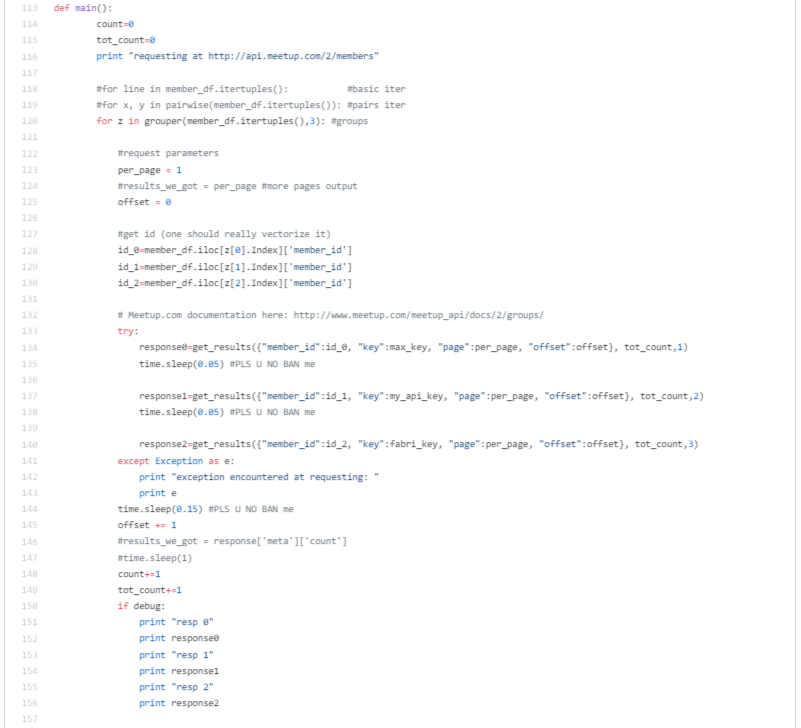 113 def main():
114 count=0
115 tot_count=0
116 print "requesting at http://api.meetup.com/2/members"
117
118 #for line in member_df.itertuples(): #basic iter
119 #for x, y in pairwise(member_df.itertuples()): #pairs iter
120 for z in grouper(member_df.itertuples(),3): #groups
121
122 #request parameters
123 per_page = 1
124 #results_we_got = per_page #more pages output
125 offset = 0
126
127 #get id (one should really vectorize it)
128 id_0=member_df.iloc[z[0].Index]['member_id']
129 id_1=member_df.iloc[z[1].Index]['member_id']
130 id_2=member_df.iloc[z[2].Index]['member_id']
131
132 # Meetup.com documentation here: http://www.meetup.com/meetup_api/docs/2/groups/
133 try:
134 response0=get_results({"member_id":id_0, "key":max_key, "page":per_page, "offset":offset}, tot_count,1)
135 time.sleep(0.05) #PLS U NO BAN me
136
137 response1=get_results({"member_id":id_1, "key":my_api_key, "page":per_page, "offset":offset}, tot_count,2)
138 time.sleep(0.05) #PLS U NO BAN me
139
140 response2=get_results({"member_id":id_2, "key":fabri_key, "page":per_page, "offset":offset}, tot_count,3)
141 except Exception as e:
142 print "exception encountered at requesting: "
143 print e
144 time.sleep(0.15) #PLS U NO BAN me
145 offset += 1
146 #results_we_got = response['meta']['count']
147 #time.sleep(1)
148 count+=1
149 tot_count+=1
150 if debug:
151 print "resp 0"
152 print response0
153 print "resp 1"
154 print response1
155 print "resp 2"
156 print response2
157